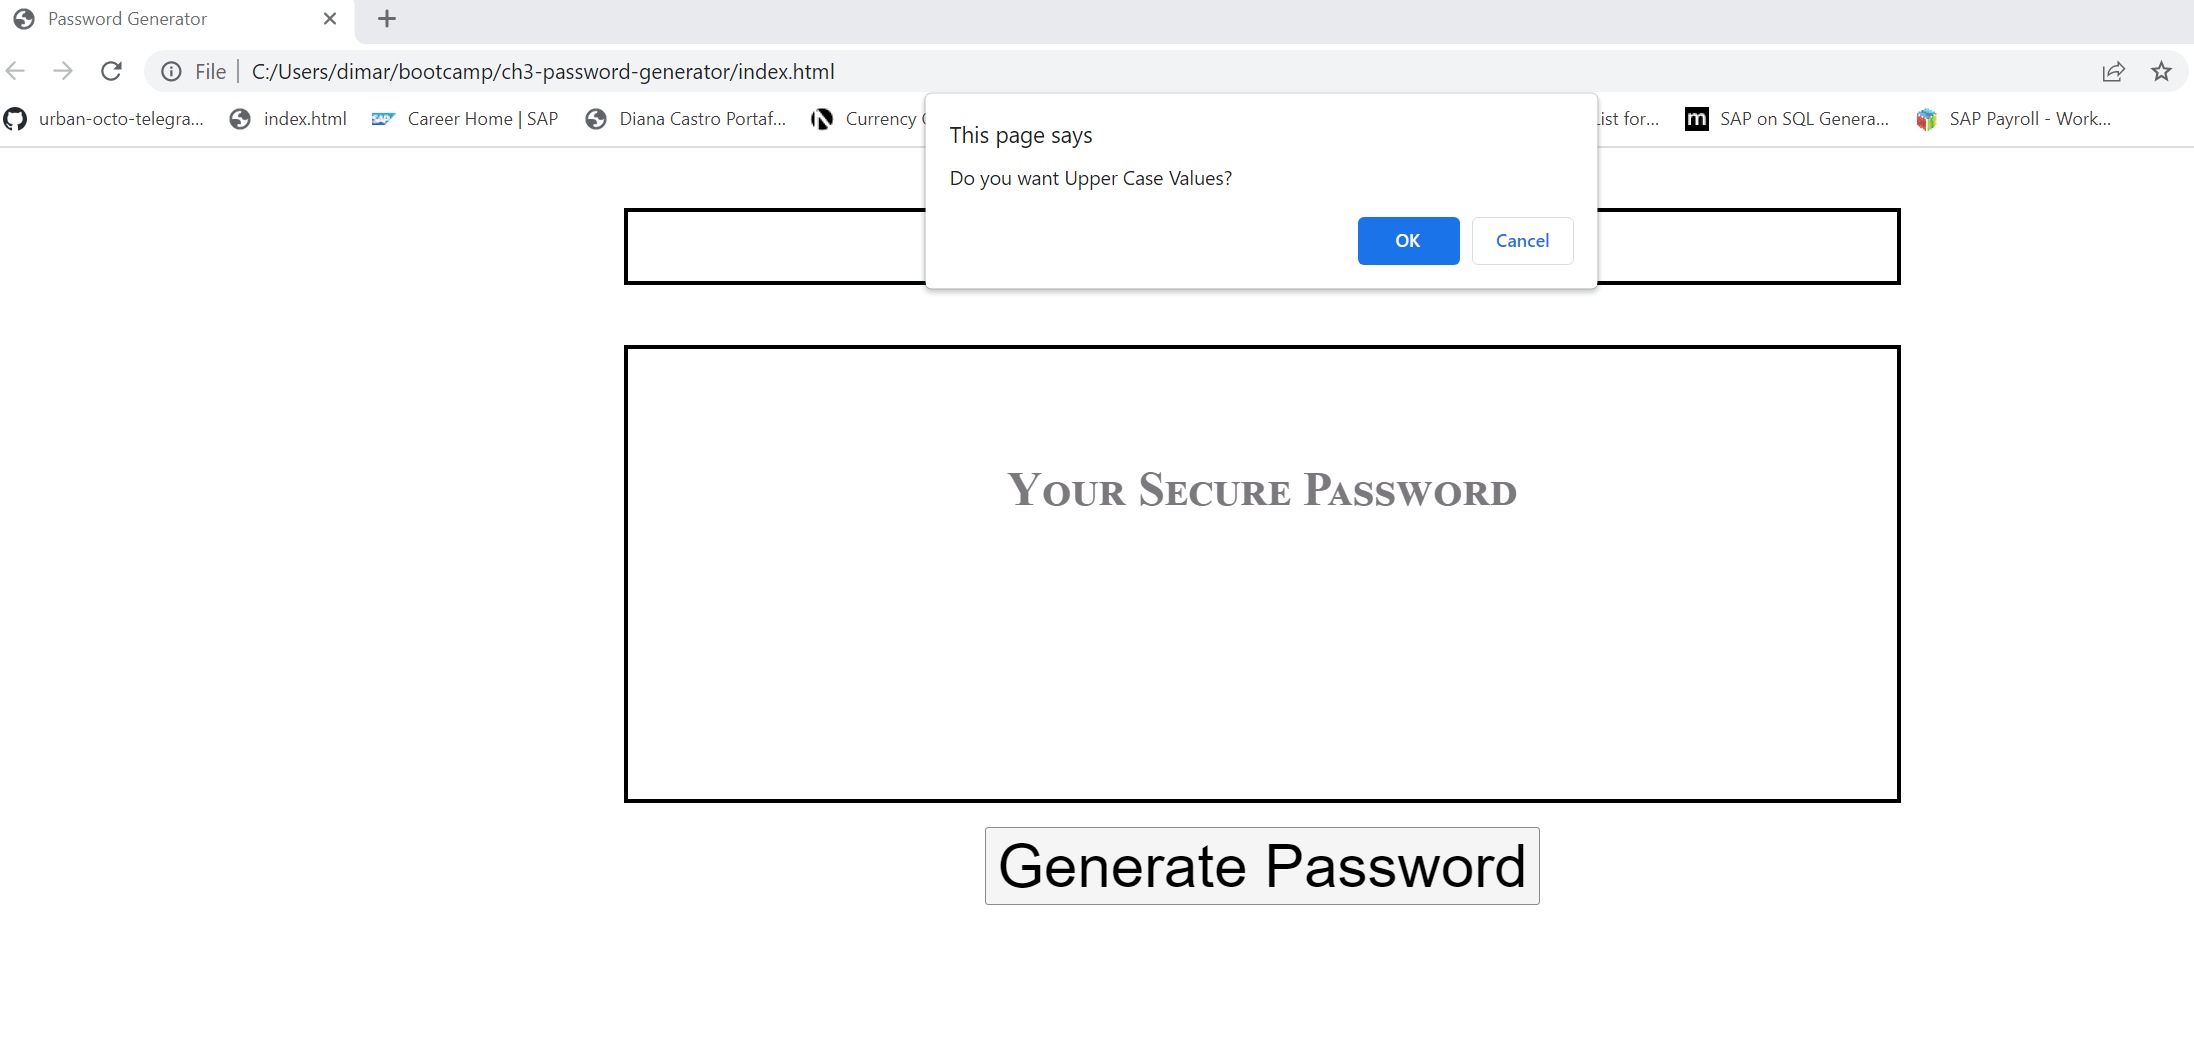 Password Generator
File | C:/Users/dimar/bootcamp/ch3-password-generator/index.html
urban-octo-telegra... index.html SAP Career Home | SAP Diana Castro Portaf... Currency List for... m SAP on SQL Genera... SAP Payroll - Work...
This page says
Do you want Upper Case Values?
OK Cancel
Your Secure Password
Generate Password